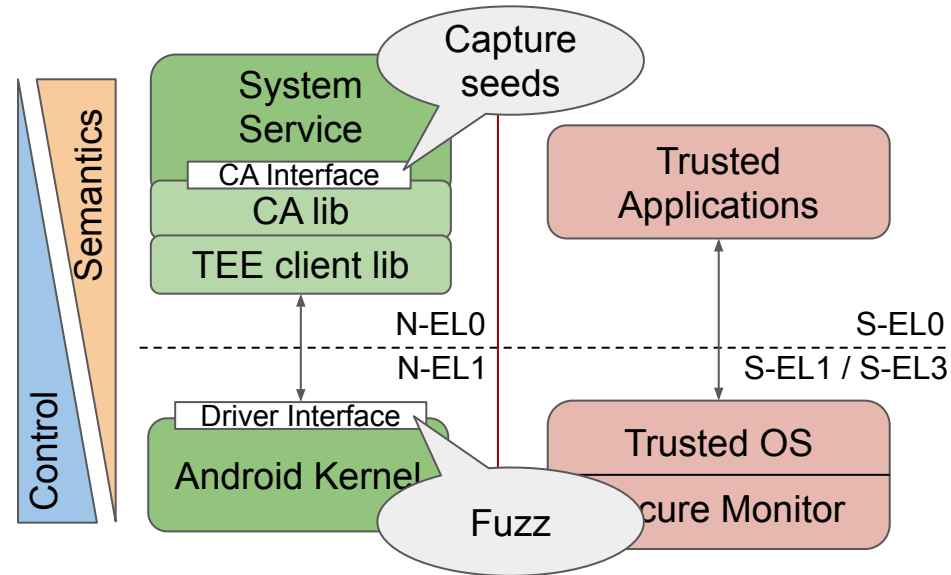 Capture
seeds
System
Service
CA Interface
CA lib
TEE client lib
Semantics
Control
Trusted
Applications
N-EL0
S-EL0
N-EL1
S-EL1 / S-EL3
Driver Interface
Android Kernel
Fuzz
Trusted OS
cure Monitor